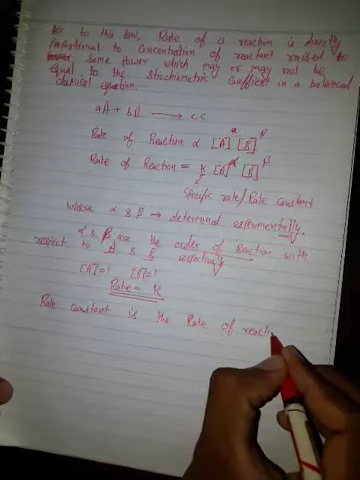 Acc to this law, Rate of a reaction is directly
Proportional to Concentration of reactant raised to
some power which may or may not be
equal to the stiochiometric Coefficient in a balanced
chemical equation.
aA + bB ⟶ cC
Rate of Reaction α [A]^α [B]^β
Rate of Reaction = K [A]^α [B]^β
Specific rate/Rate constant
where α & β → determined experimentally.
α & β are the order of Reaction with
respect to A & B respectively
[A]=1 [B]=1
Rate = K
Rate constant is the Rate of reacti